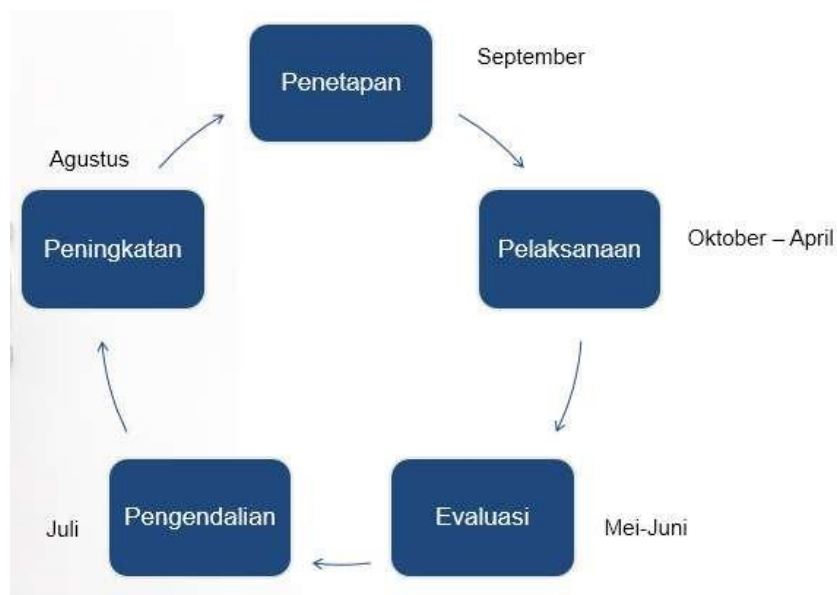 Penetapan
September
Pelaksanaan
Oktober – April
Evaluasi
Mei-Juni
Pengendalian
Juli
Peningkatan
Agustus